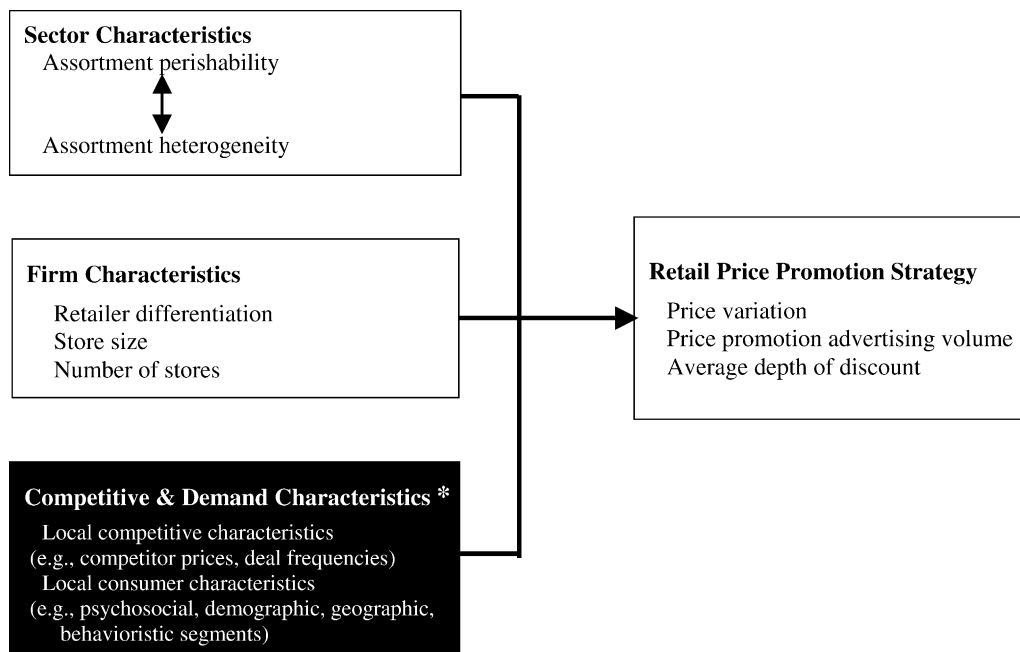 Sector Characteristics
Assortment perishability
Assortment heterogeneity
Firm Characteristics
Retailer differentiation
Store size
Number of stores
Competitive & Demand Characteristics *
Local competitive characteristics
(e.g., competitor prices, deal frequencies)
Local consumer characteristics
(e.g., psychosocial, demographic, geographic,
behavioristic segments)
Retail Price Promotion Strategy
Price variation
Price promotion advertising volume
Average depth of discount